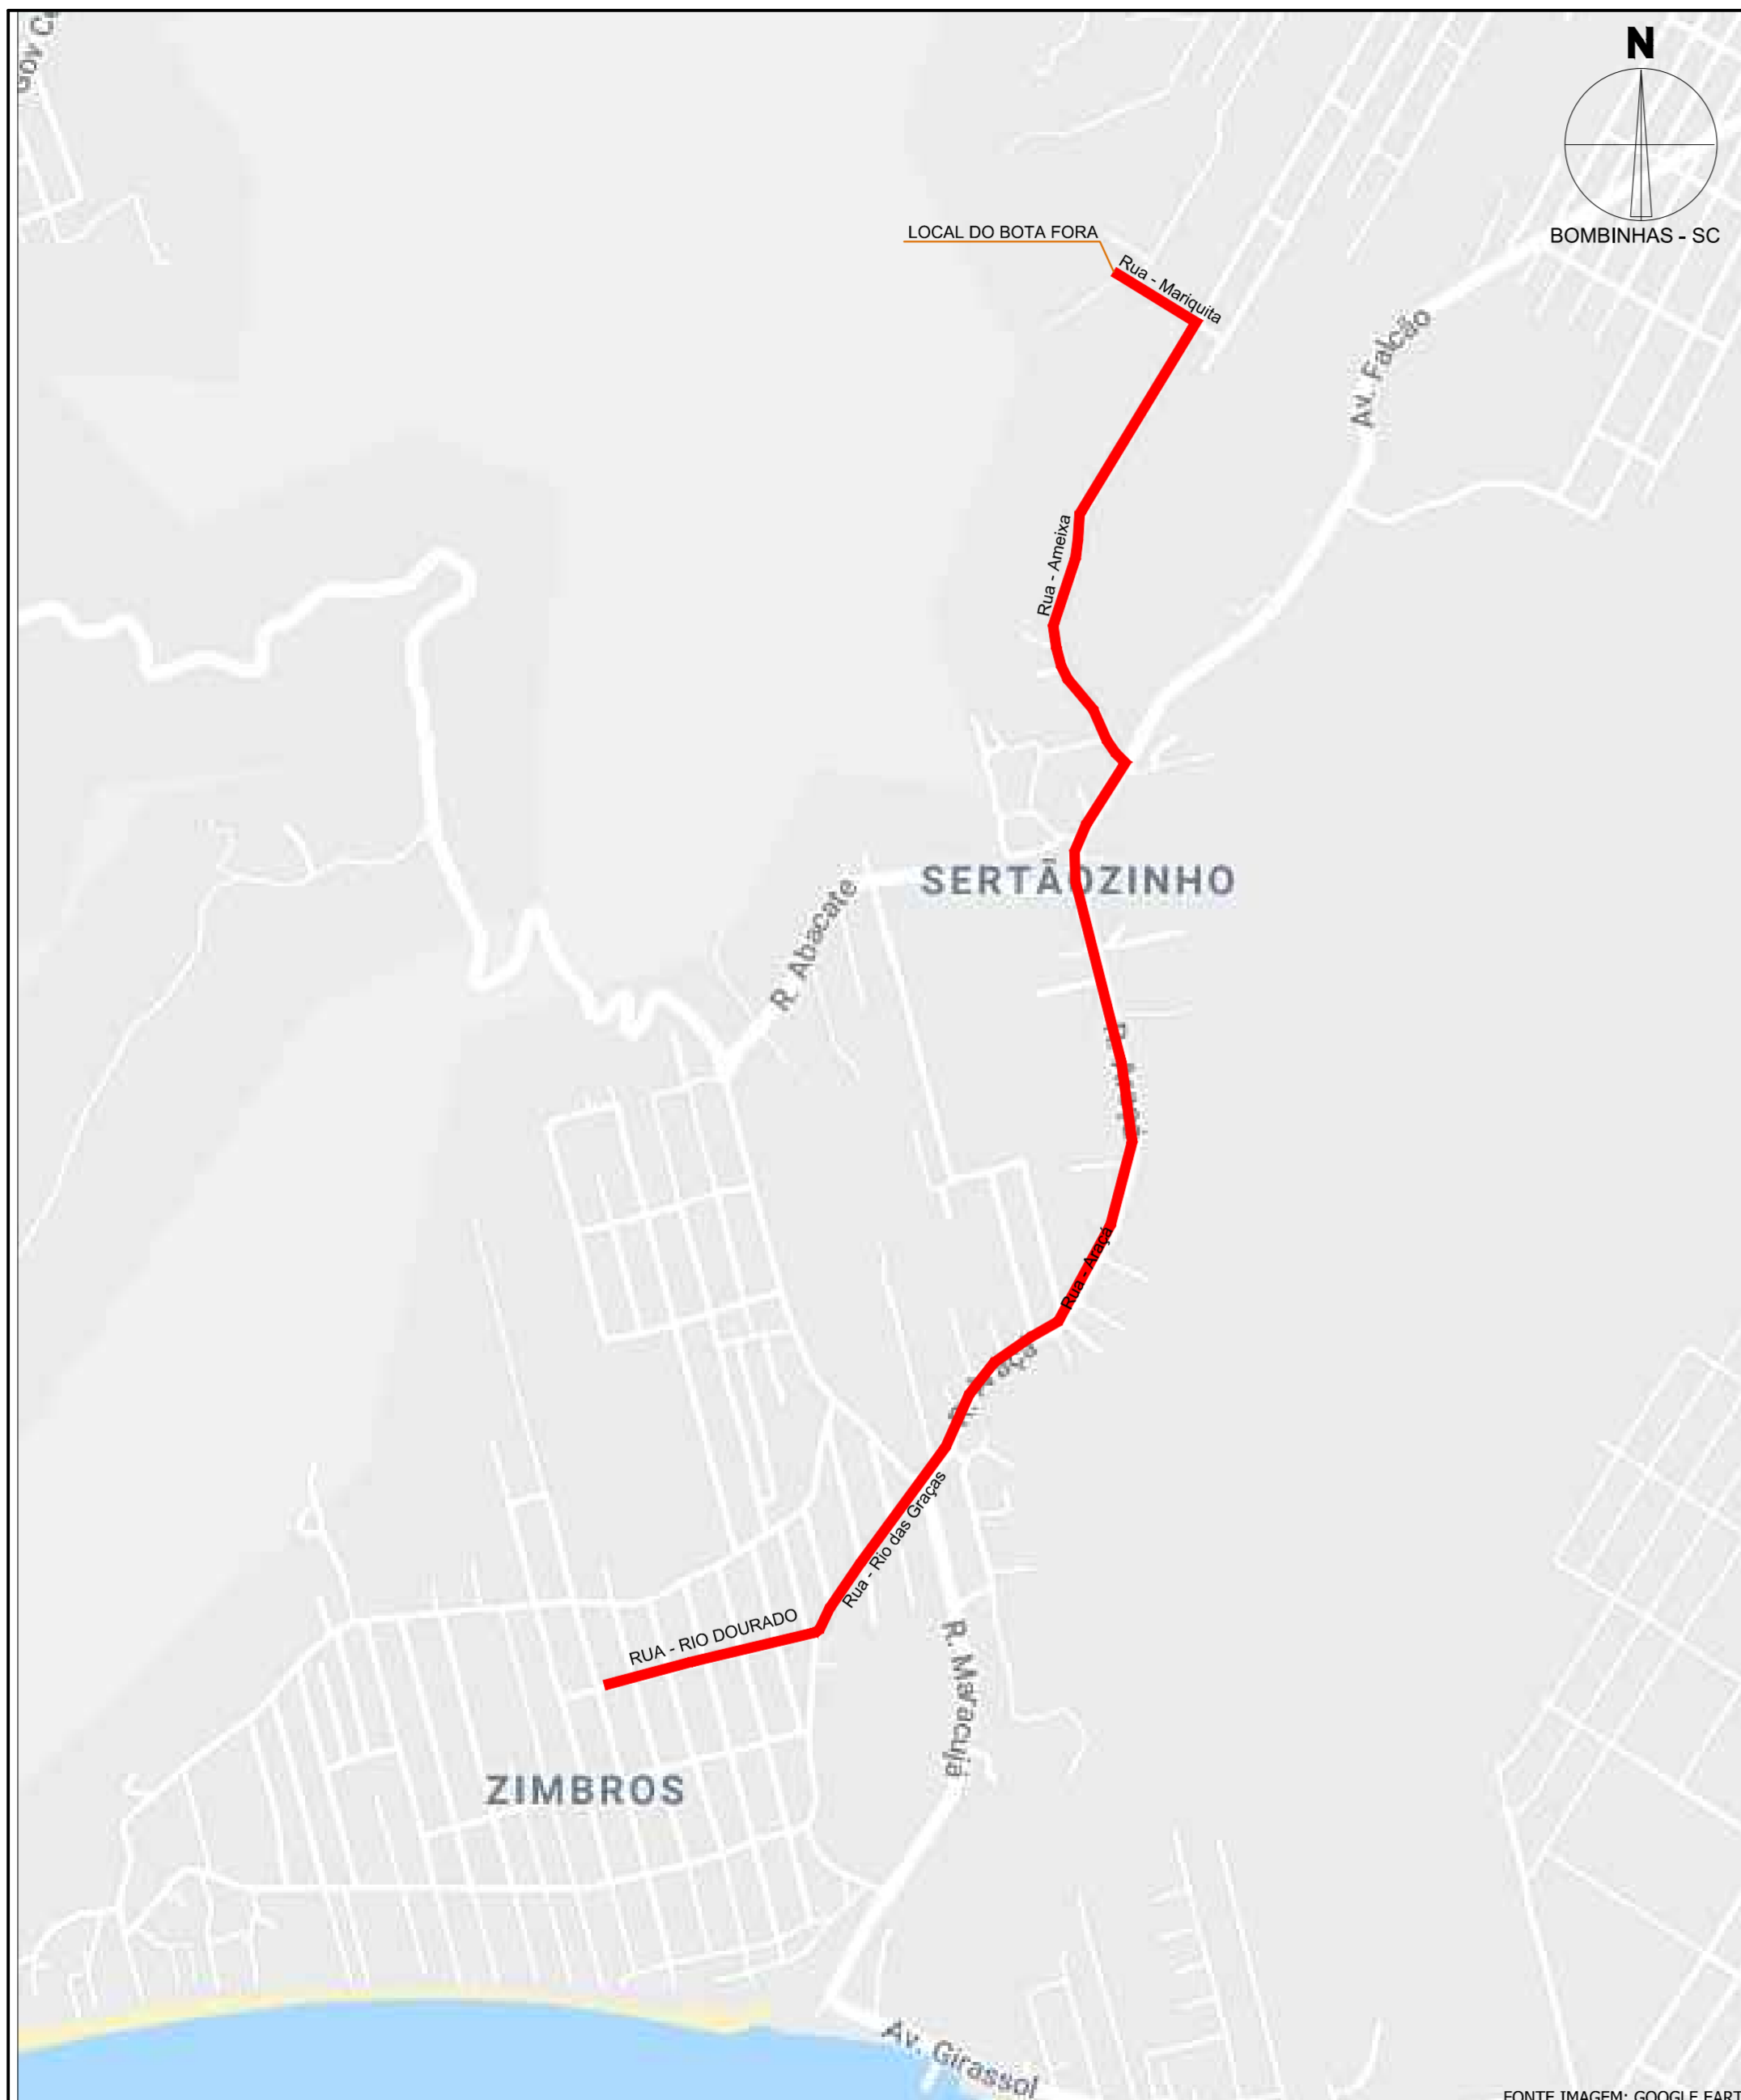 N
BOMBINHAS - SC
LOCAL DO BOTA FORA
Rua - Mariquita
Av. Falcão
Rua - Ameixa
SERTÃOZINHO
R. Abacate
Rua - Araçá
Rua - Rio das Graças
RUA - RIO DOURADO
R. Maracujá
ZIMBROS
Av. Girassol
FONTE IMAGEM: GOOGLE EART